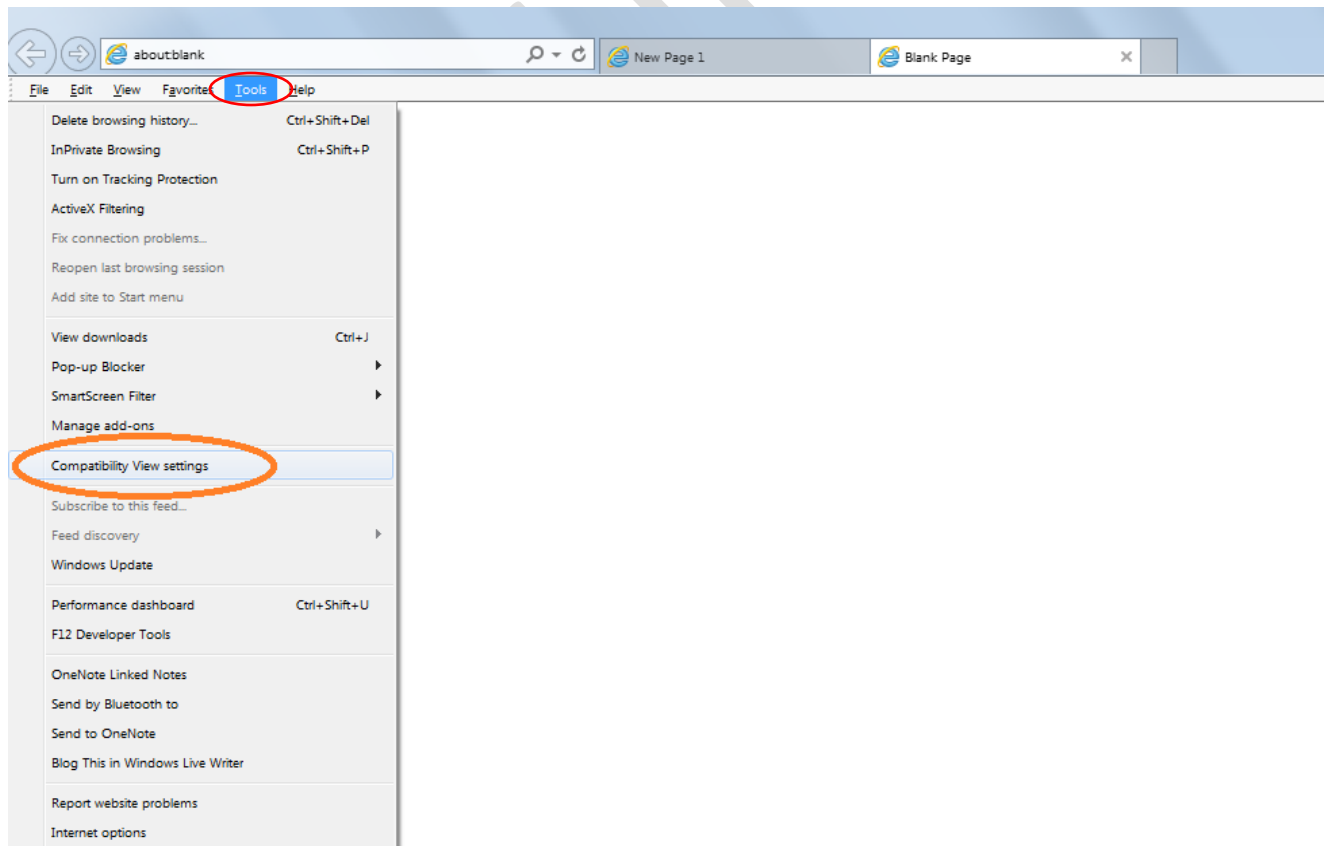 about:blank
New Page 1
Blank Page
File Edit View Favorites Tools Help
Delete browsing history... Ctrl+Shift+Del
InPrivate Browsing Ctrl+Shift+P
Turn on Tracking Protection
ActiveX Filtering
Fix connection problems...
Reopen last browsing session
Add site to Start menu
View downloads Ctrl+J
Pop-up Blocker
SmartScreen Filter
Manage add-ons
Compatibility View settings
Subscribe to this feed...
Feed discovery
Windows Update
Performance dashboard Ctrl+Shift+U
F12 Developer Tools
OneNote Linked Notes
Send by Bluetooth to
Send to OneNote
Blog This in Windows Live Writer
Report website problems
Internet options